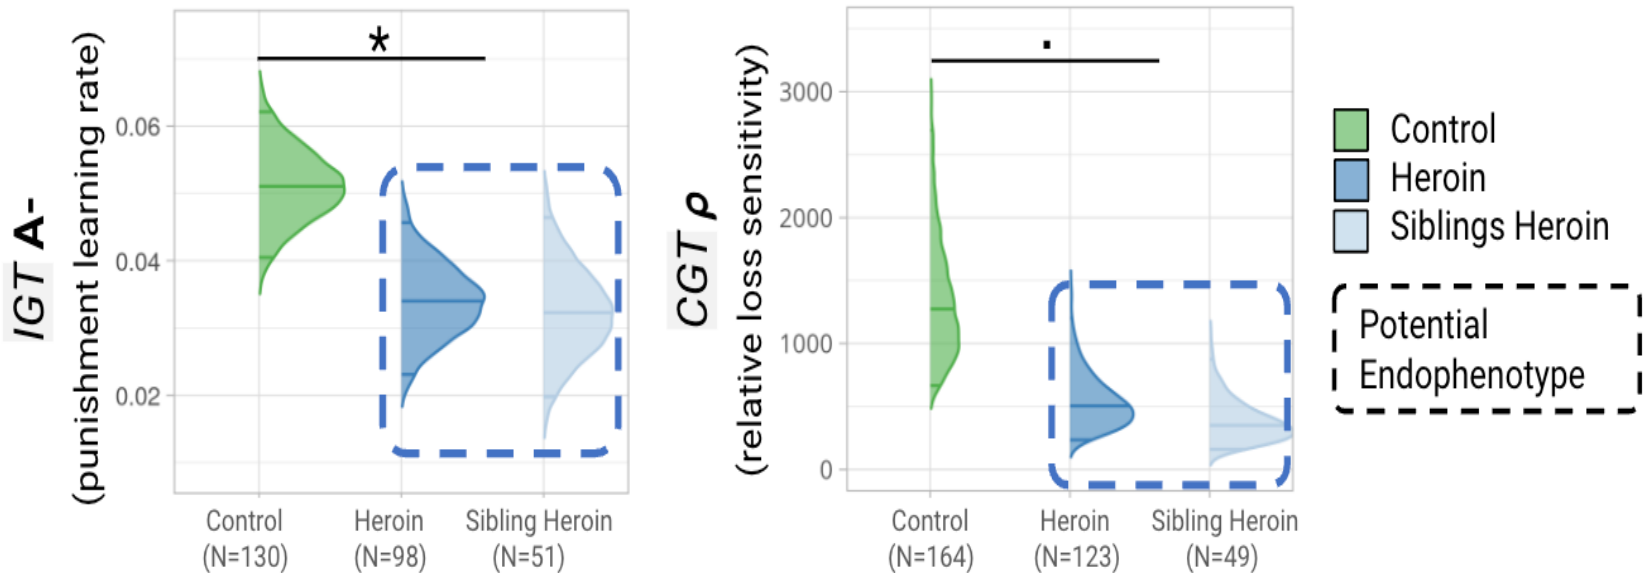 IGT A-
(punishment learning rate)
*
0.06
0.04
0.02
Control
(N=130)
Heroin
(N=98)
Sibling Heroin
(N=51)
CGT ρ
(relative loss sensitivity)
.
3000
2000
1000
0
Control
(N=164)
Heroin
(N=123)
Sibling Heroin
(N=49)
Control
Heroin
Siblings Heroin
Potential
Endophenotype